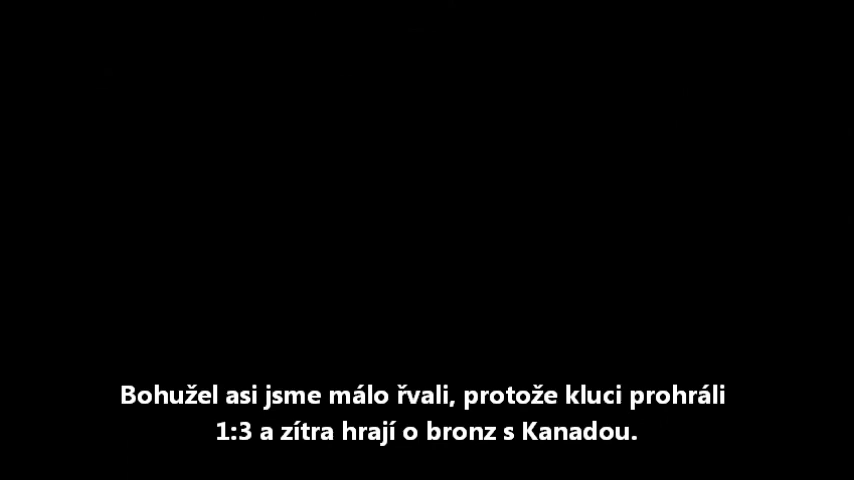 Bohužel asi jsme málo řvali, protože kluci prohráli
1:3 a zítra hrají o bronz s Kanadou.